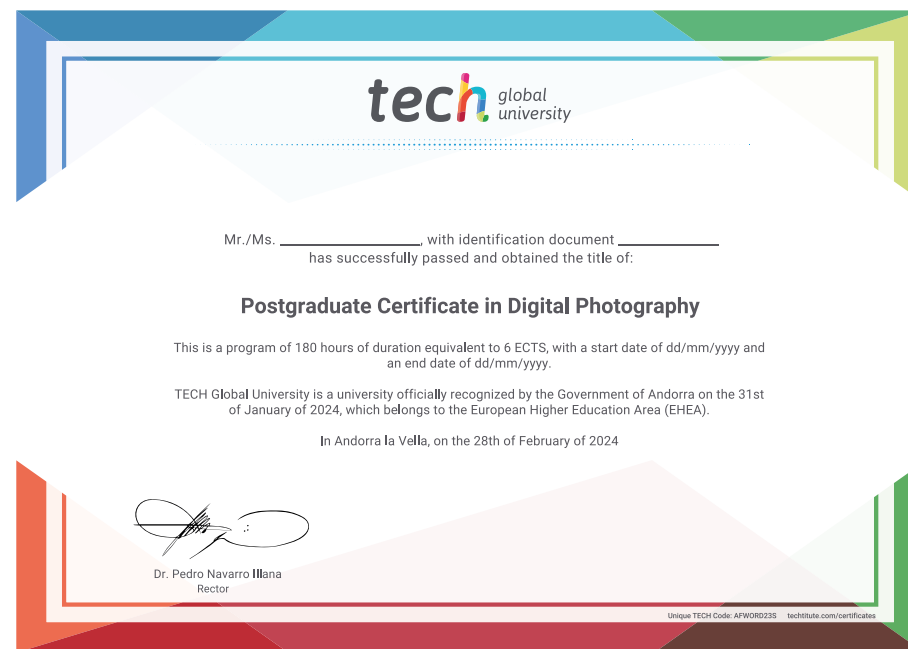 tech global university
Mr./Ms. ____________________, with identification document ______________
has successfully passed and obtained the title of:
Postgraduate Certificate in Digital Photography
This is a program of 180 hours of duration equivalent to 6 ECTS, with a start date of dd/mm/yyyy and
an end date of dd/mm/yyyy.
TECH Global University is a university officially recognized by the Government of Andorra on the 31st
of January of 2024, which belongs to the European Higher Education Area (EHEA).
In Andorra la Vella, on the 28th of February of 2024
Dr. Pedro Navarro Illana
Rector
Unique TECH Code: AFWORD23S techtitute.com/certificates